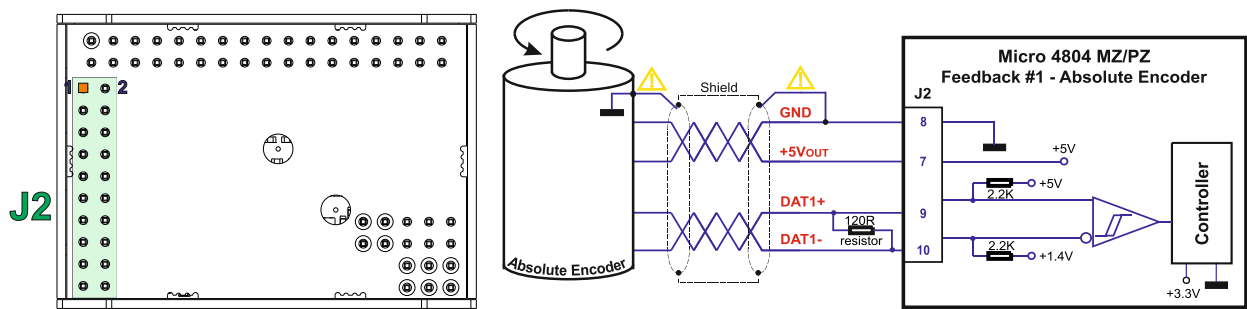 1
2
J2
Absolute Encoder
Shield
GND
+5VOUT
DAT1+
120R
resistor
DAT1-
Micro 4804 MZ/PZ
Feedback #1 - Absolute Encoder
J2
8
7
+5V
+5V
2.2K
9
2.2K
10
+1.4V
Controller
+3.3V